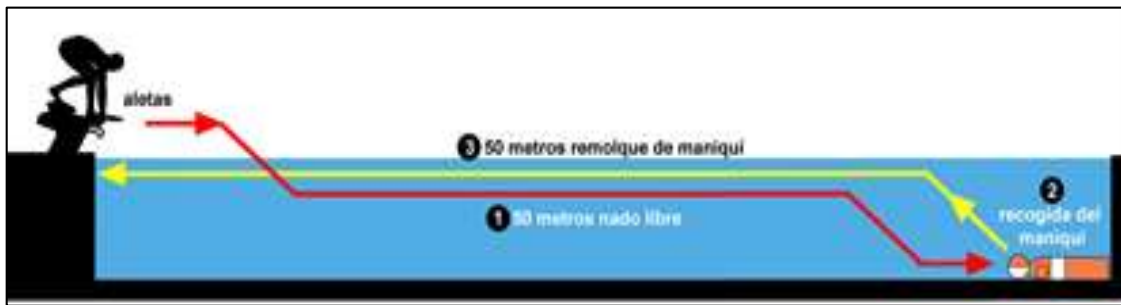 aletas
3 50 metros remolque de maniquí
2
recogida del
maniquí
1 50 metros nado libre